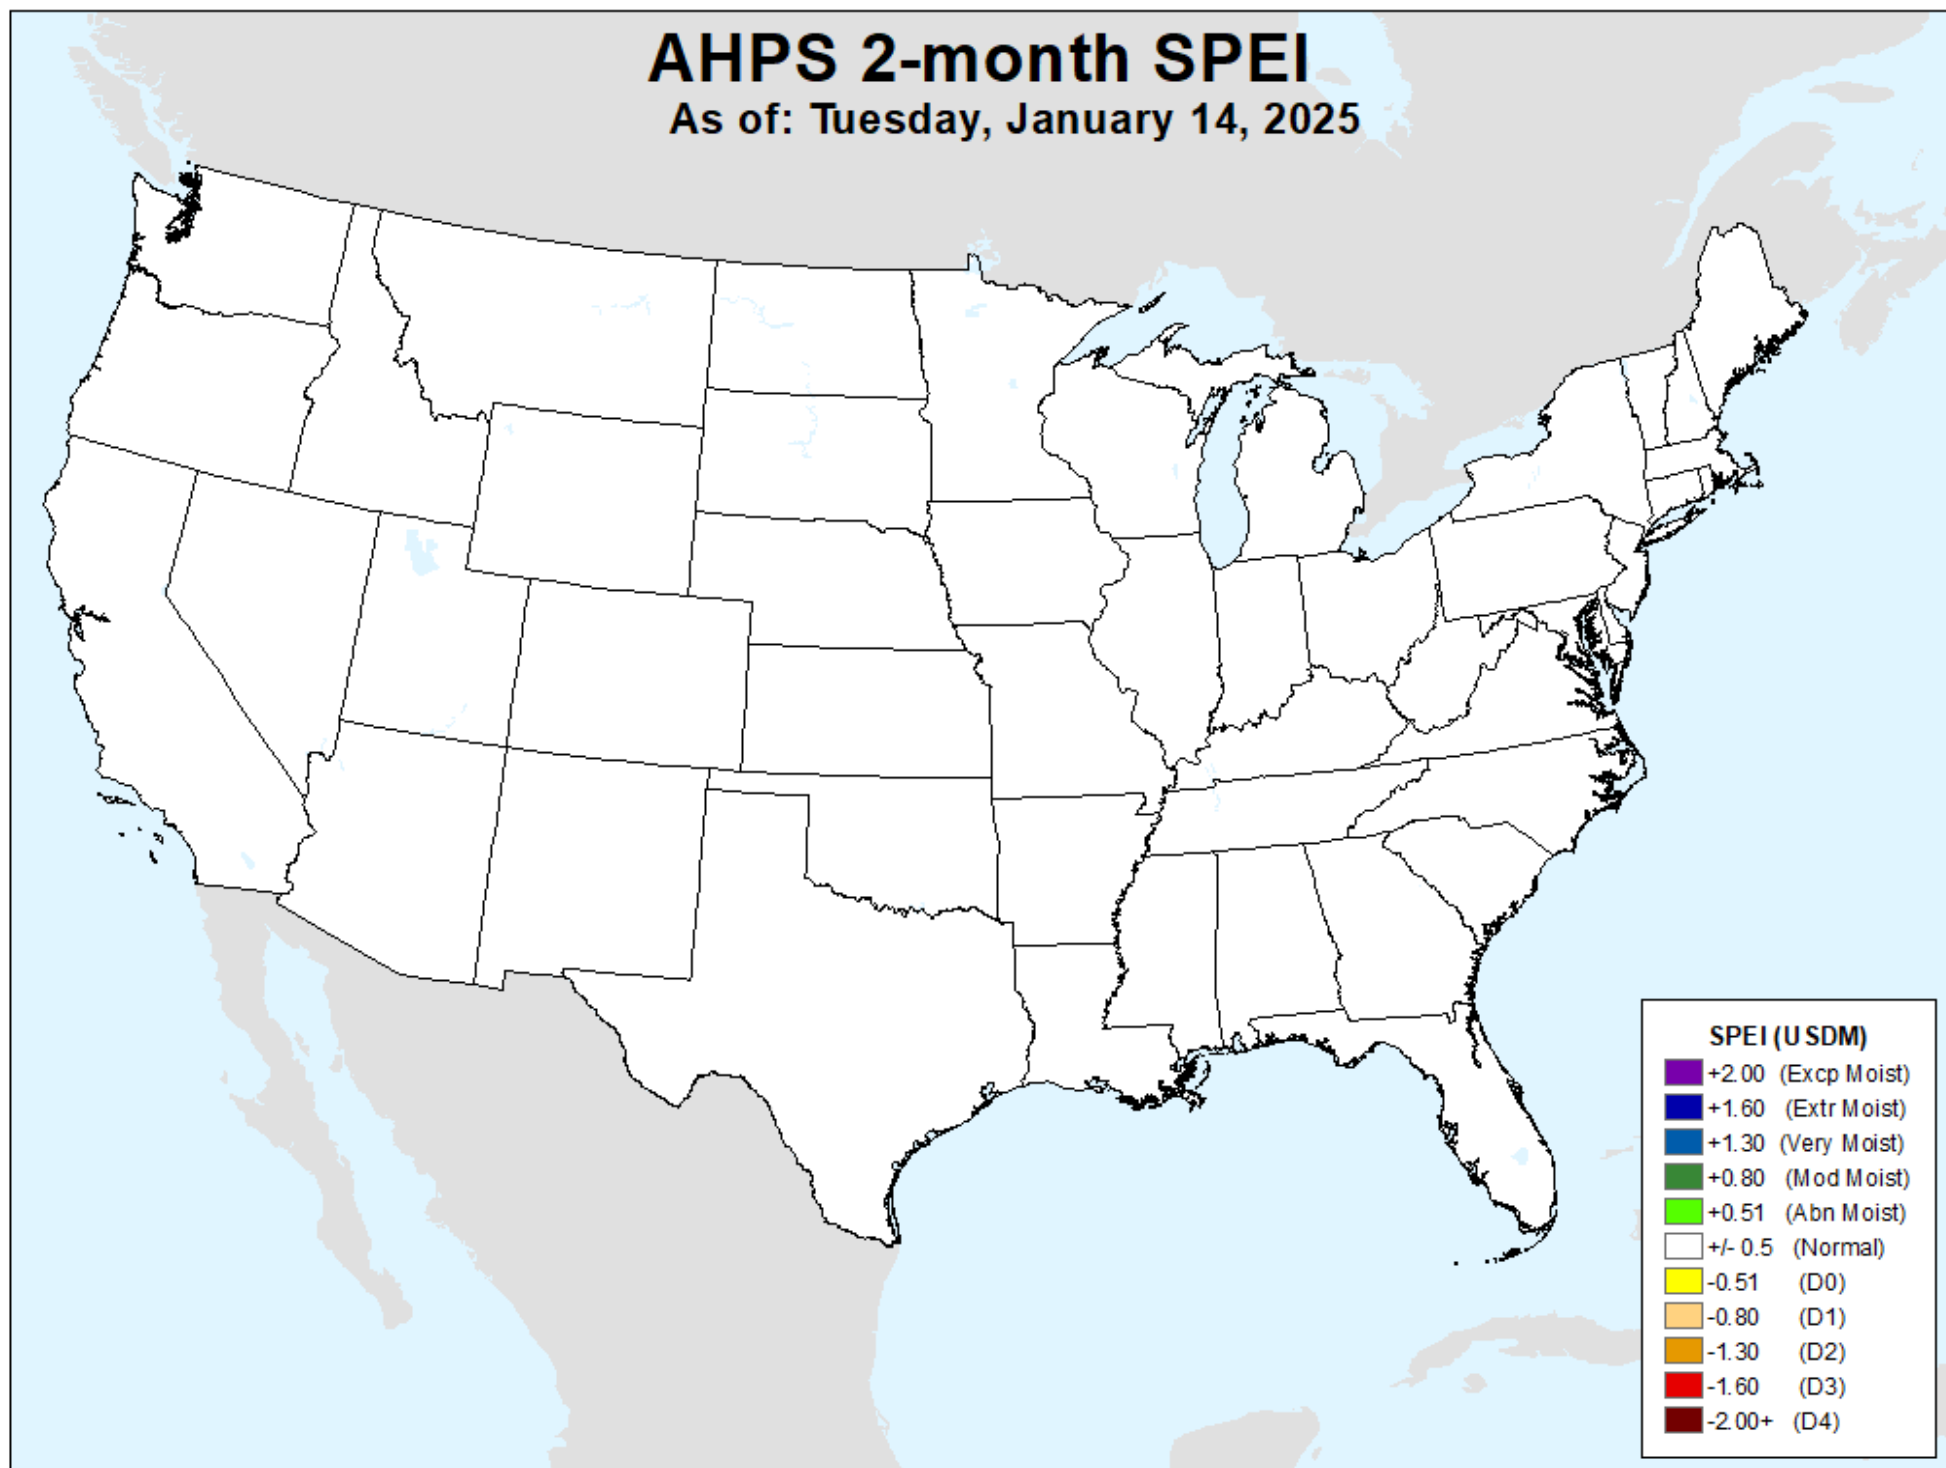 AHPS 2-month SPEI
As of: Tuesday, January 14, 2025
SPEI (USDM)
+2.00 (Excp Moist)
+1.60 (Extr Moist)
+1.30 (Very Moist)
+0.80 (Mod Moist)
+0.51 (Abn Moist)
+/- 0.5 (Normal)
-0.51 (D0)
-0.80 (D1)
-1.30 (D2)
-1.60 (D3)
-2.00+ (D4)